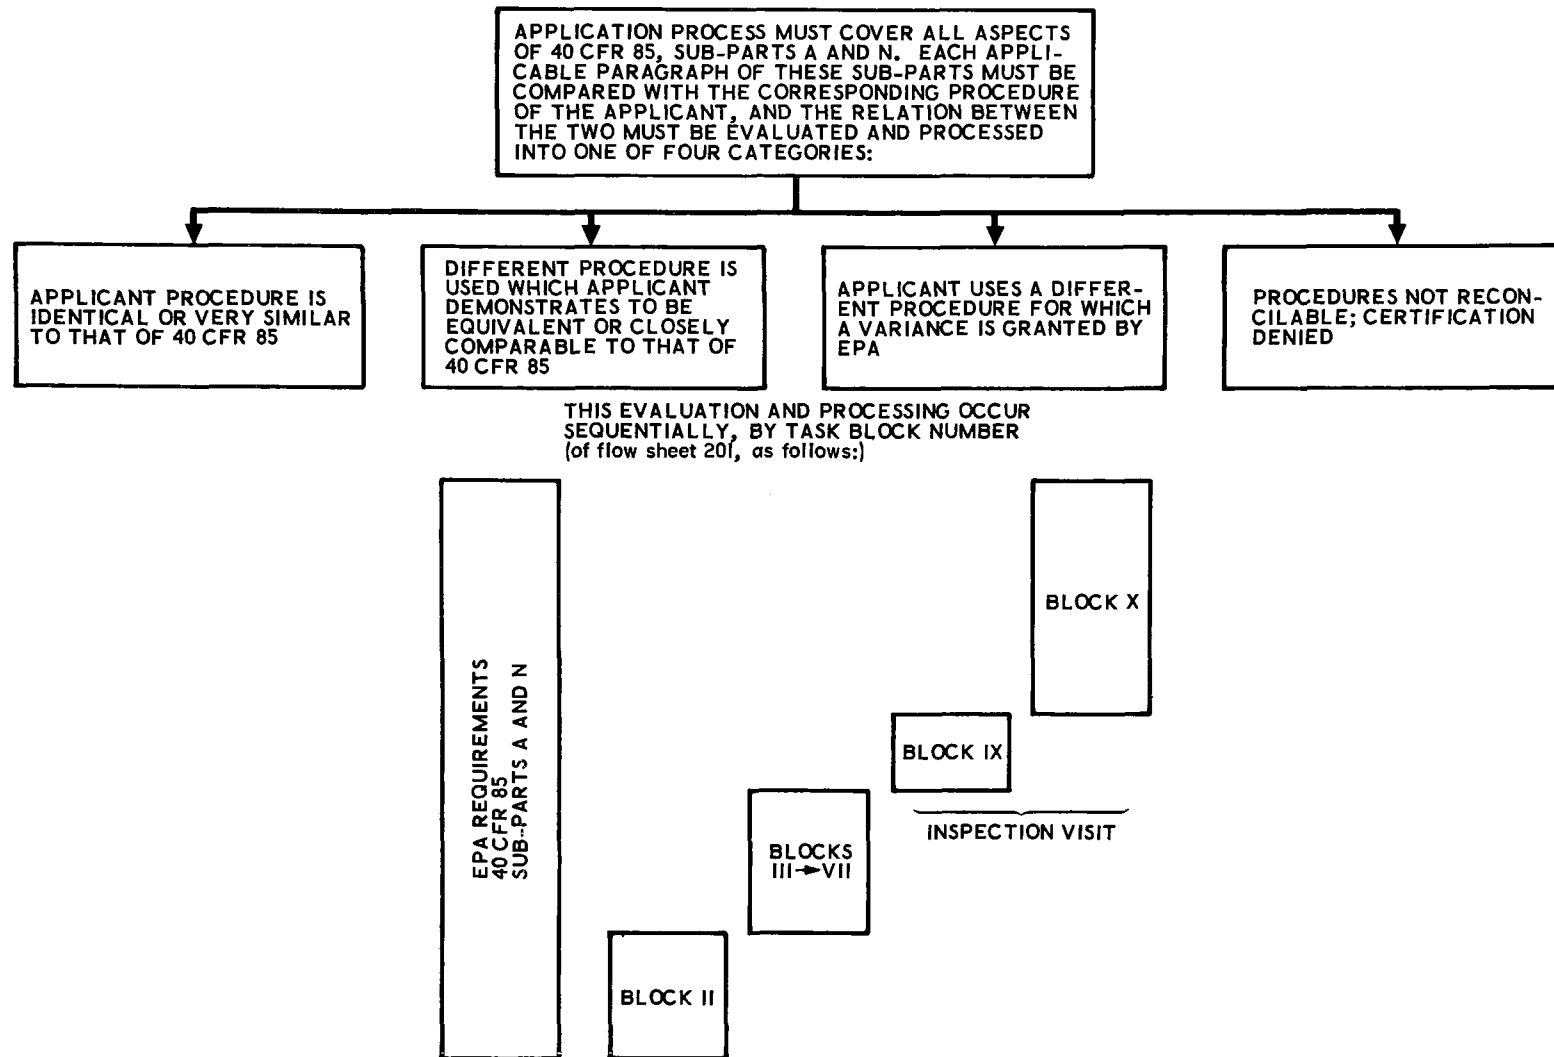 APPLICATION PROCESS MUST COVER ALL ASPECTS
OF 40 CFR 85, SUB-PARTS A AND N. EACH APPLI-
CABLE PARAGRAPH OF THESE SUB-PARTS MUST BE
COMPARED WITH THE CORRESPONDING PROCEDURE
OF THE APPLICANT, AND THE RELATION BETWEEN
THE TWO MUST BE EVALUATED AND PROCESSED
INTO ONE OF FOUR CATEGORIES:
APPLICANT PROCEDURE IS
IDENTICAL OR VERY SIMILAR
TO THAT OF 40 CFR 85
DIFFERENT PROCEDURE IS
USED WHICH APPLICANT
DEMONSTRATES TO BE
EQUIVALENT OR CLOSELY
COMPARABLE TO THAT OF
40 CFR 85
APPLICANT USES A DIFFER-
ENT PROCEDURE FOR WHICH
A VARIANCE IS GRANTED BY
EPA
PROCEDURES NOT RECON-
CILABLE; CERTIFICATION
DENIED
THIS EVALUATION AND PROCESSING OCCUR
SEQUENTIALLY, BY TASK BLOCK NUMBER
(of flow sheet 201, as follows:)
EPA REQUIREMENTS
40 CFR 85
SUB-PARTS A AND N
BLOCK II
BLOCKS
III→VII
BLOCK IX
BLOCK X
INSPECTION VISIT